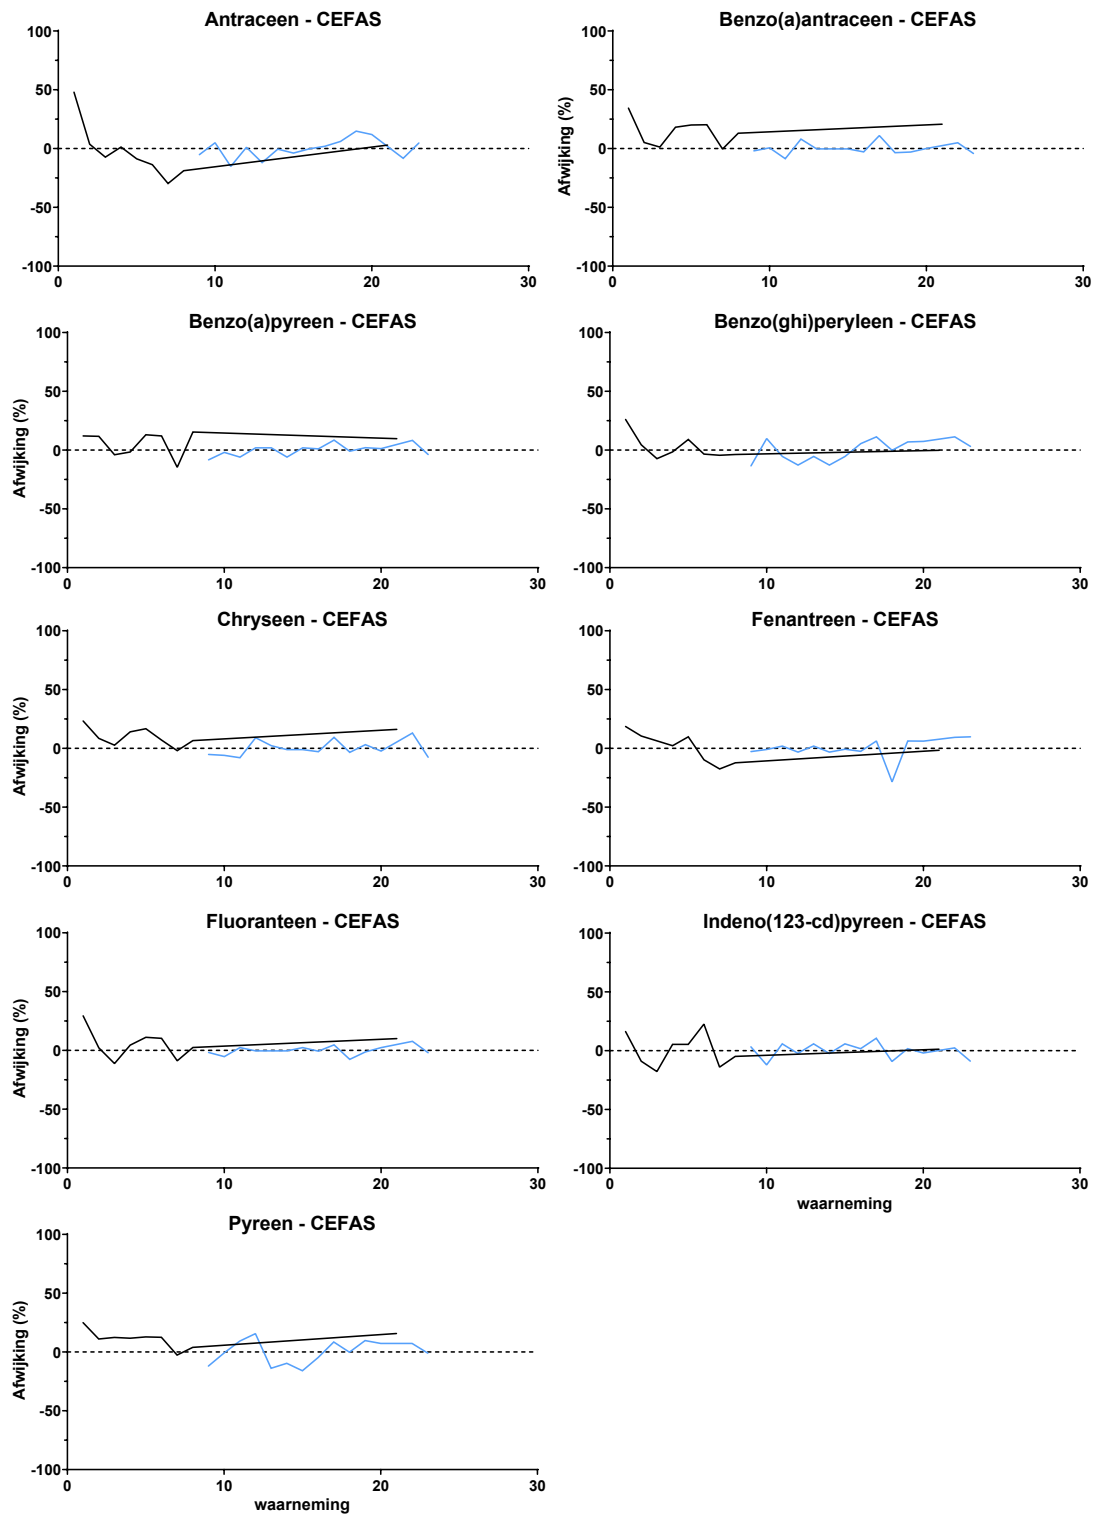 Antraceen - CEFAS
100
50
0
-50
-100
0 10 20 30
Benzo(a)antraceen - CEFAS
Afwijking (%)
100
50
0
-50
-100
0 10 20 30
Benzo(a)pyreen - CEFAS
Afwijking (%)
100
50
0
-50
-100
0 10 20 30
Benzo(ghi)peryleen - CEFAS
100
50
0
-50
-100
0 10 20 30
Chryseen - CEFAS
Afwijking (%)
100
50
0
-50
-100
0 10 20 30
Fenantreen - CEFAS
100
50
0
-50
-100
0 10 20 30
Fluoranteen - CEFAS
Afwijking (%)
100
50
0
-50
-100
0 10 20 30
Indeno(123-cd)pyreen - CEFAS
100
50
0
-50
-100
0 10 20 30
waarneming
Pyreen - CEFAS
Afwijking (%)
100
50
0
-50
-100
0 10 20 30
waarneming